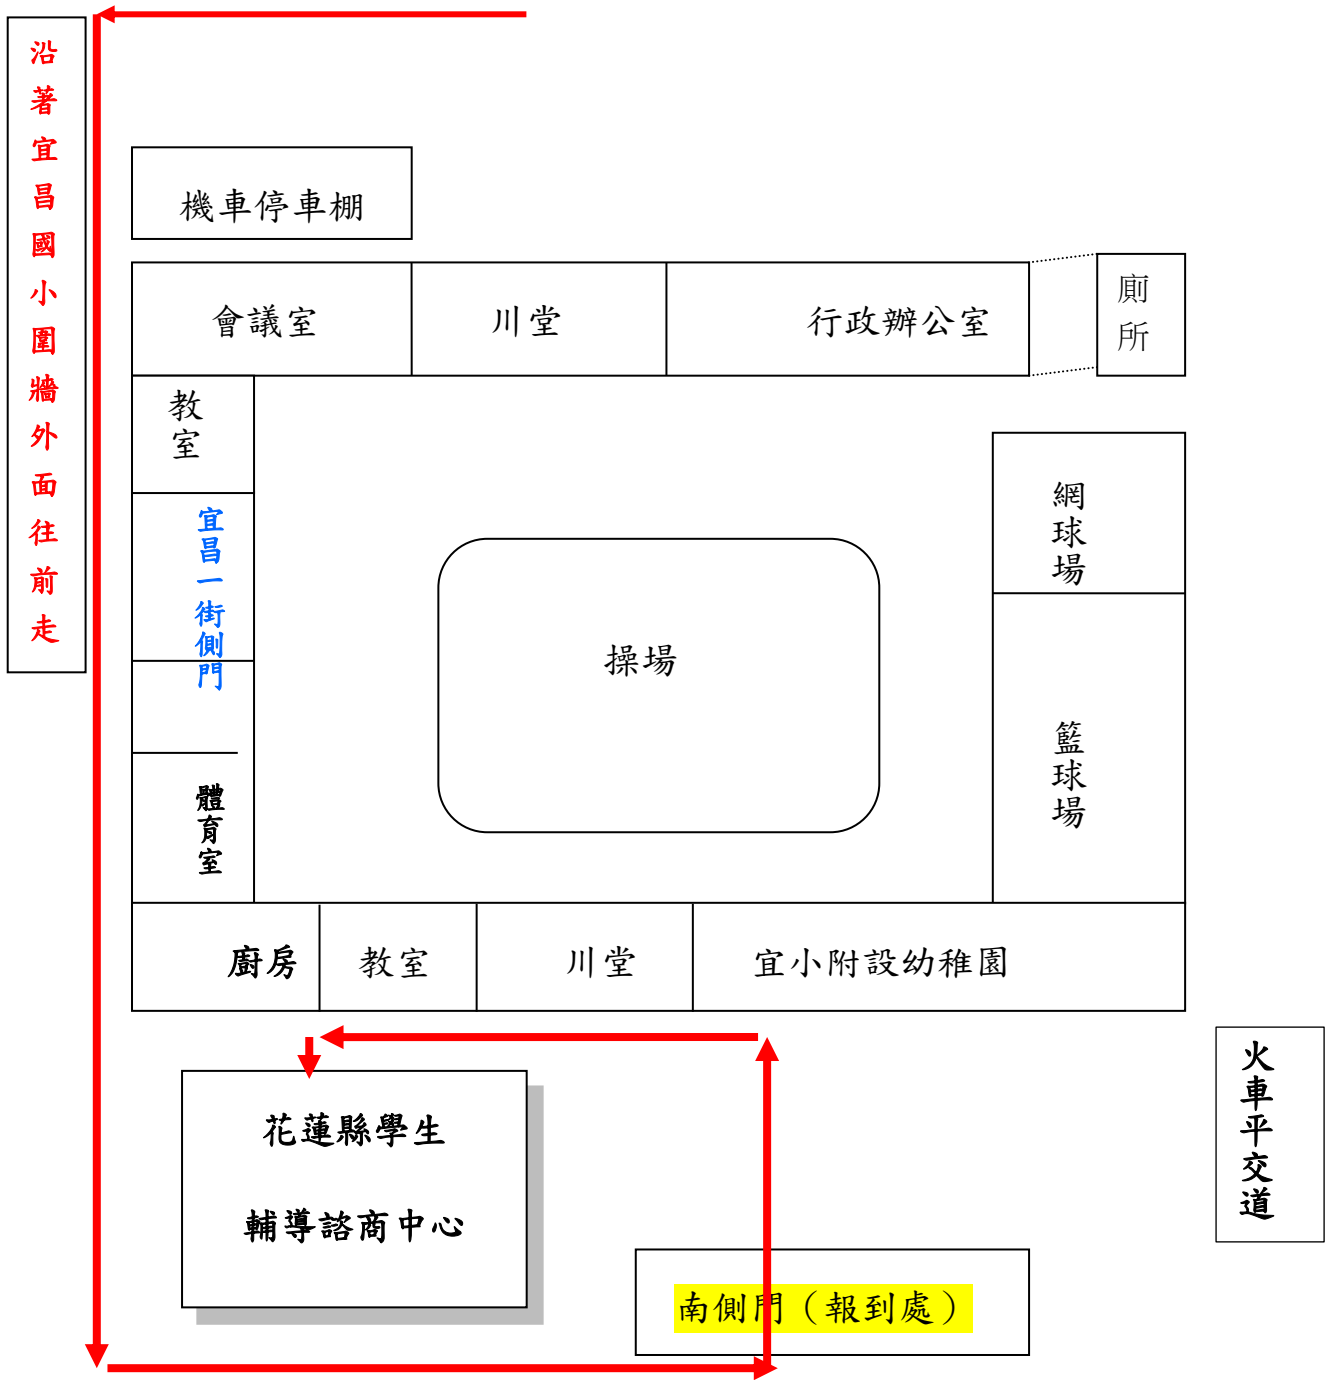 沿著宜昌國小圍牆外面往前走
機車停車棚
會議室
川堂
行政辦公室
廁所
教室
宜昌一街側門
體育室
操場
網球場
籃球場
廚房
教室
川堂
宜小附設幼稚園
火車平交道
花蓮縣學生
輔導諮商中心
南側門（報到處）